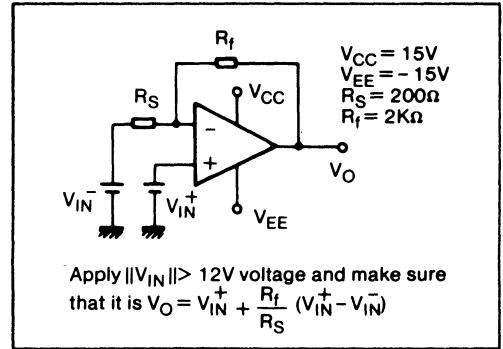 R_f
V_CC = 15V
V_EE = - 15V
R_S = 200Ω
R_f = 2KΩ
R_S
V_CC
−
+
V_O
V_IN^-
V_IN^+
V_EE
Apply ||V_IN|| > 12V voltage and make sure
that it is V_O = V_IN^+ + R_f/R_S (V_IN^+ - V_IN^-)